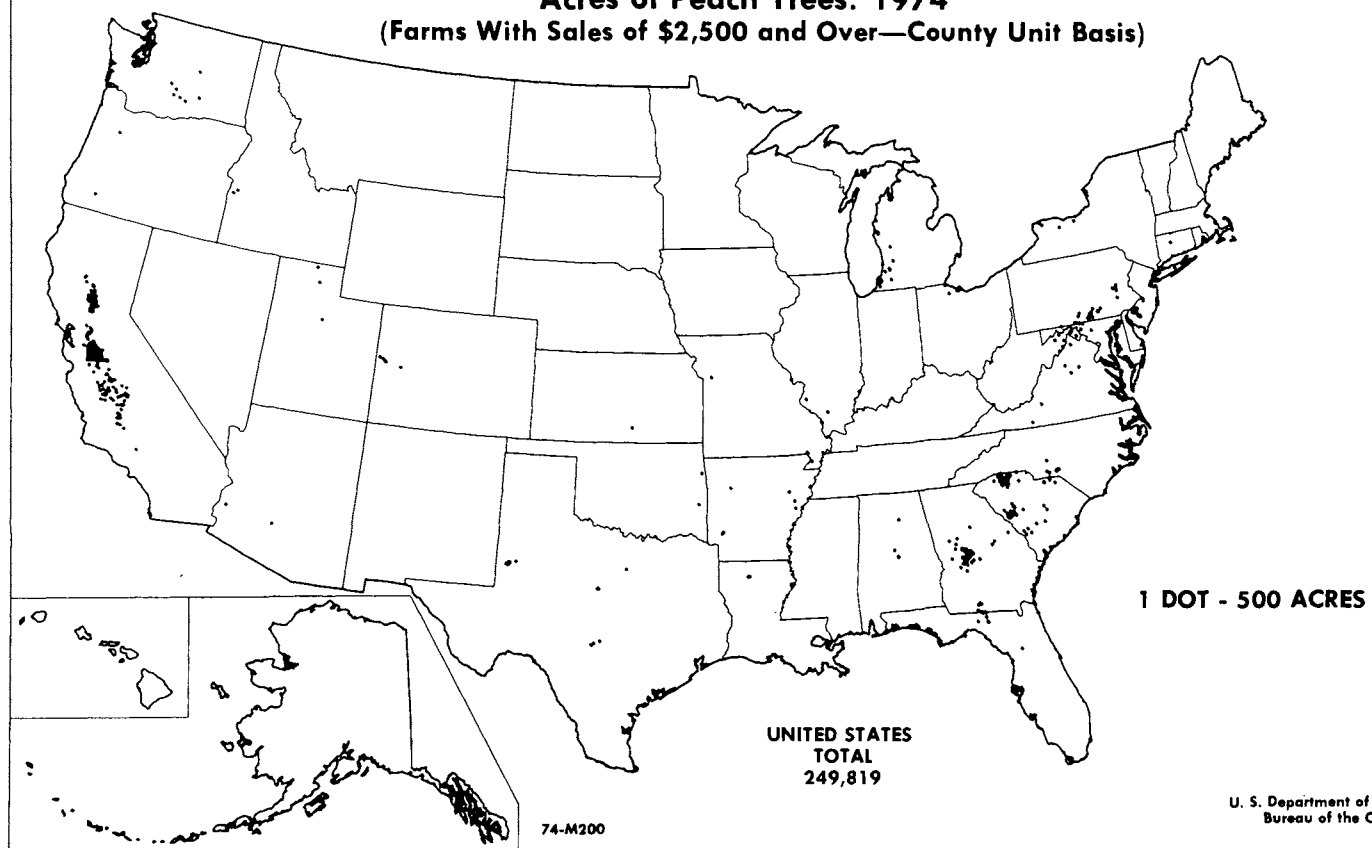 Acres of Peach Trees: 1974
(Farms With Sales of $2,500 and Over—County Unit Basis)
1 DOT - 500 ACRES
UNITED STATES
TOTAL
249,819
74-M200
U. S. Department of
Bureau of the